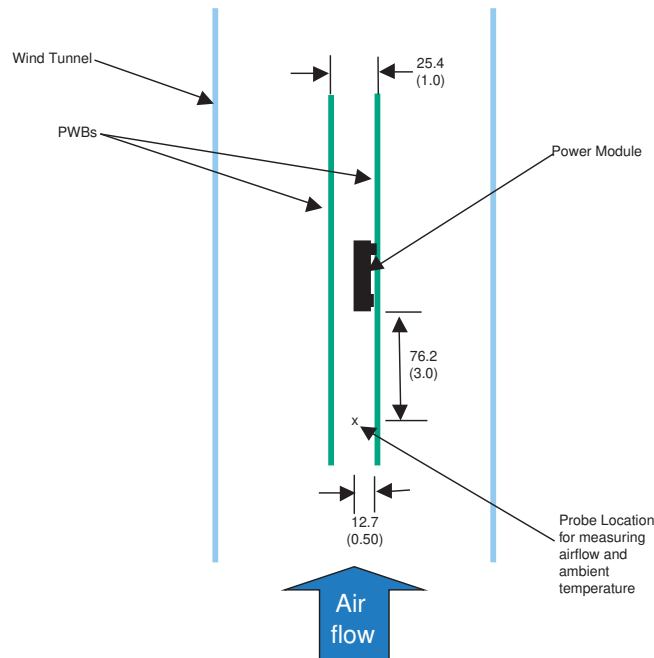 Wind Tunnel
25.4
(1.0)
PWBs
Power Module
76.2
(3.0)
x
12.7
(0.50)
Probe Location
for measuring
airflow and
ambient
temperature
Air
flow